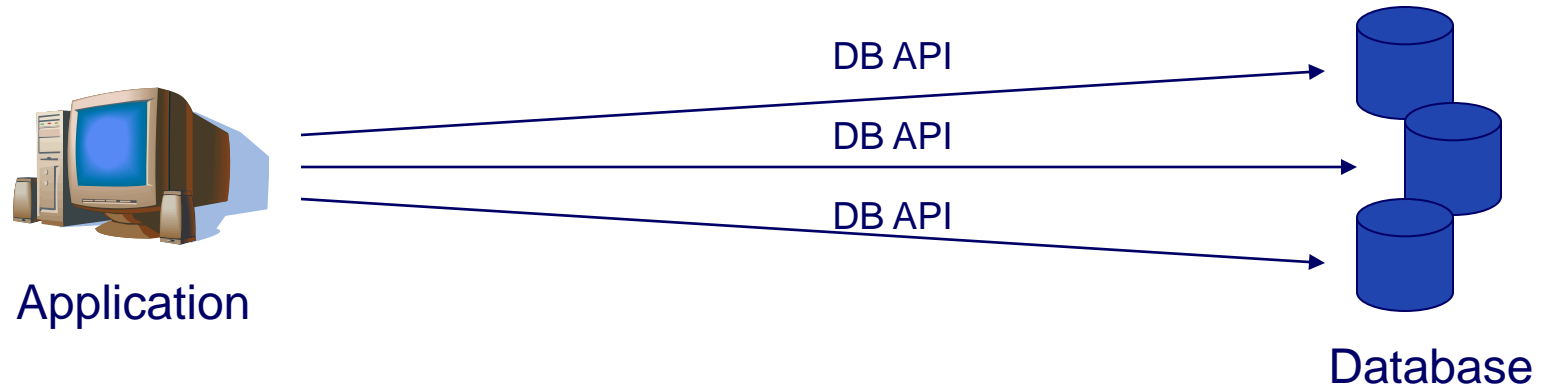 DB API
DB API
DB API
Application
Database